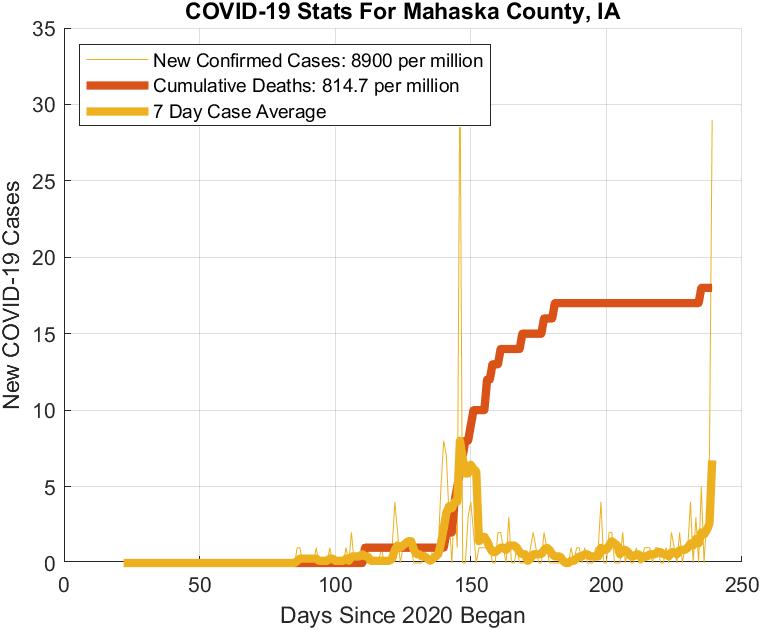 COVID-19 Stats For Mahaska County, IA
New Confirmed Cases: 8900 per million
Cumulative Deaths: 814.7 per million
7 Day Case Average
New COVID-19 Cases
35
30
25
20
15
10
5
0
0 50 100 150 200 250
Days Since 2020 Began